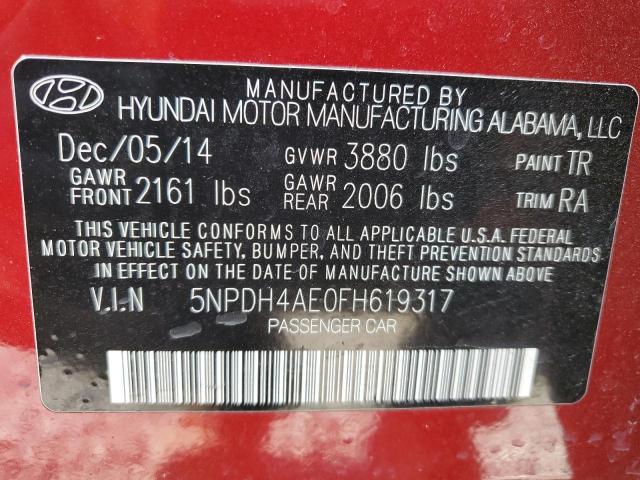 MANUFACTURED BY
HYUNDAI MOTOR MANUFACTURING ALABAMA, LLC
Dec/05/14 GVWR 3880 lbs PAINT TR
GAWR FRONT 2161 lbs GAWR REAR 2006 lbs TRIM RA
THIS VEHICLE CONFORMS TO ALL APPLICABLE U.S.A. FEDERAL
MOTOR VEHICLE SAFETY, BUMPER, AND THEFT PREVENTION STANDARDS
IN EFFECT ON THE DATE OF MANUFACTURE SHOWN ABOVE
V.I.N 5NPDH4AE0FH619317
PASSENGER CAR